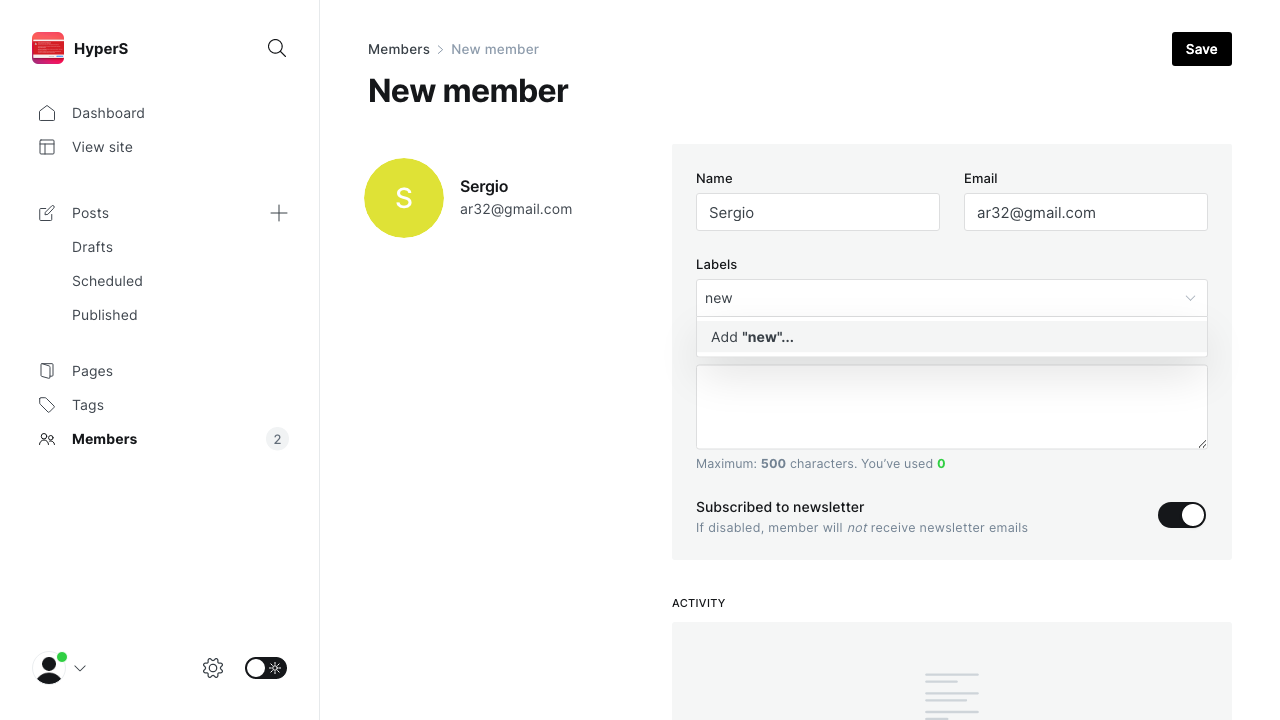 HyperS
Dashboard
View site
Posts
Drafts
Scheduled
Published
Pages
Tags
Members
2
Members
New member
Save
New member
S
Sergio
ar32@gmail.com
Name
Email
Sergio
ar32@gmail.com
Labels
new
Add "new"...
Maximum: 500 characters. You've used 0
Subscribed to newsletter
If disabled, member will not receive newsletter emails
ACTIVITY